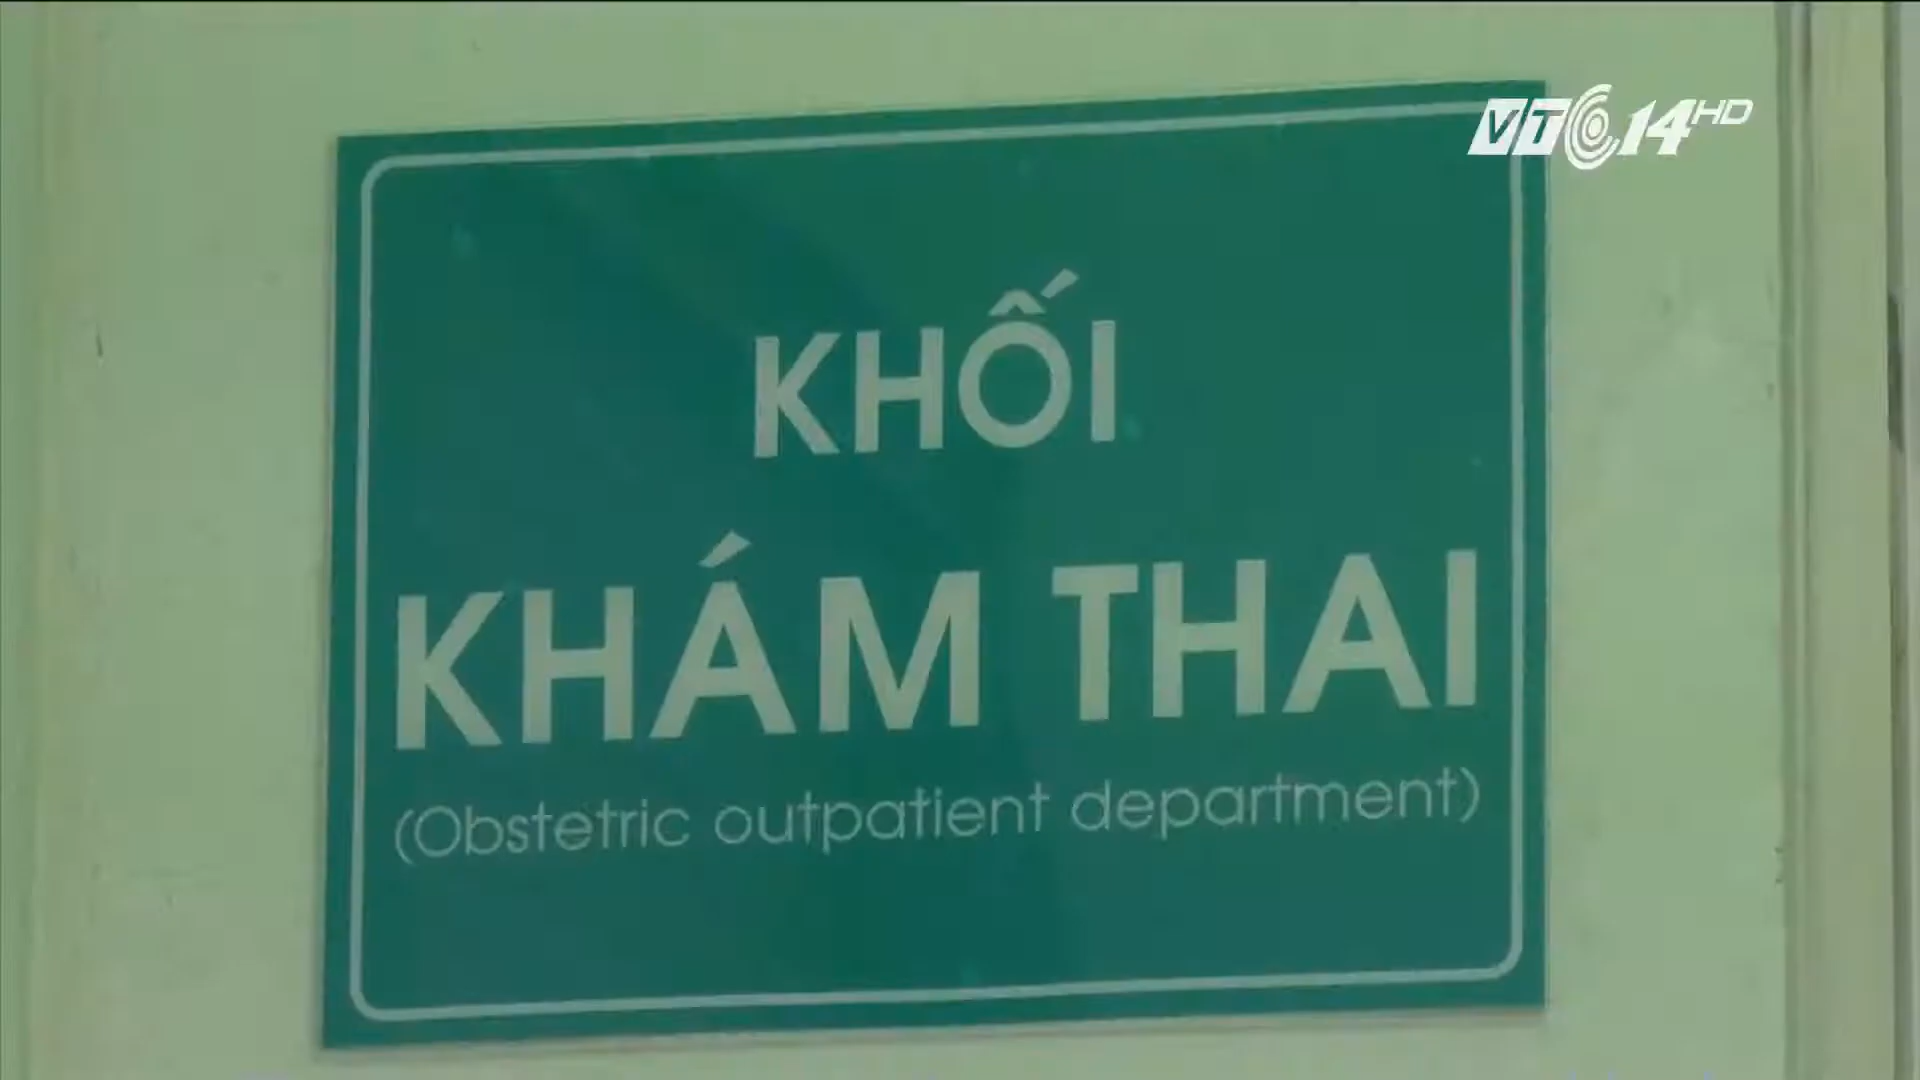 VTC14HD
KHỐI
KHÁM THAI
(Obstetric outpatient department)